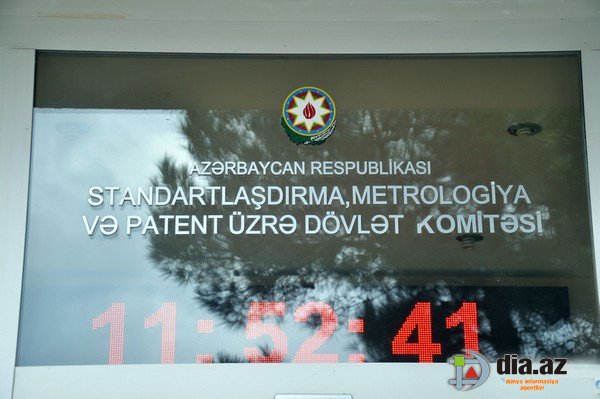 AZƏRBAYCAN RESPUBLİKASI
STANDARTLAŞDIRMA, METROLOGİYA
VƏ PATENT ÜZRƏ DÖVLƏT KOMİTƏSİ
11:52:41
dia.az
dünya informasiya
agentliyi